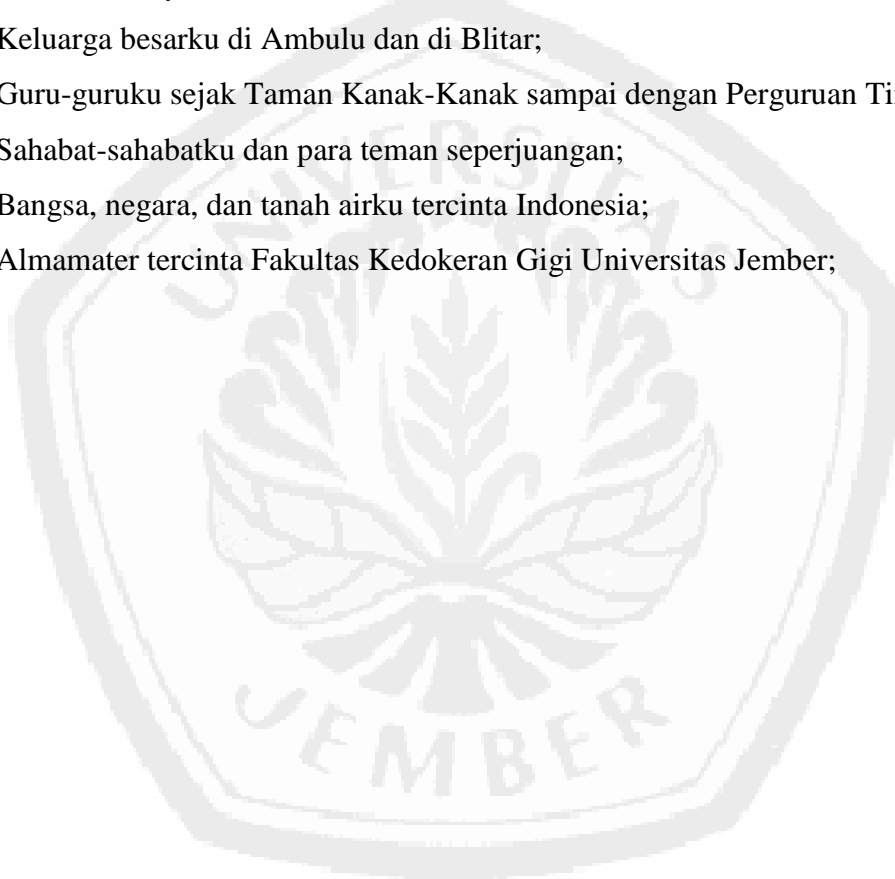 Keluarga besarku di Ambulu dan di Blitar;
Guru-guruku sejak Taman Kanak-Kanak sampai dengan Perguruan
Sahabat-sahabatku dan para teman seperjuangan;
Bangsa, negara, dan tanah airku tercinta Indonesia;
Almamater tercinta Fakultas Kedokeran Gigi Universitas Jember;
UNIVERSITAS
JEMBER